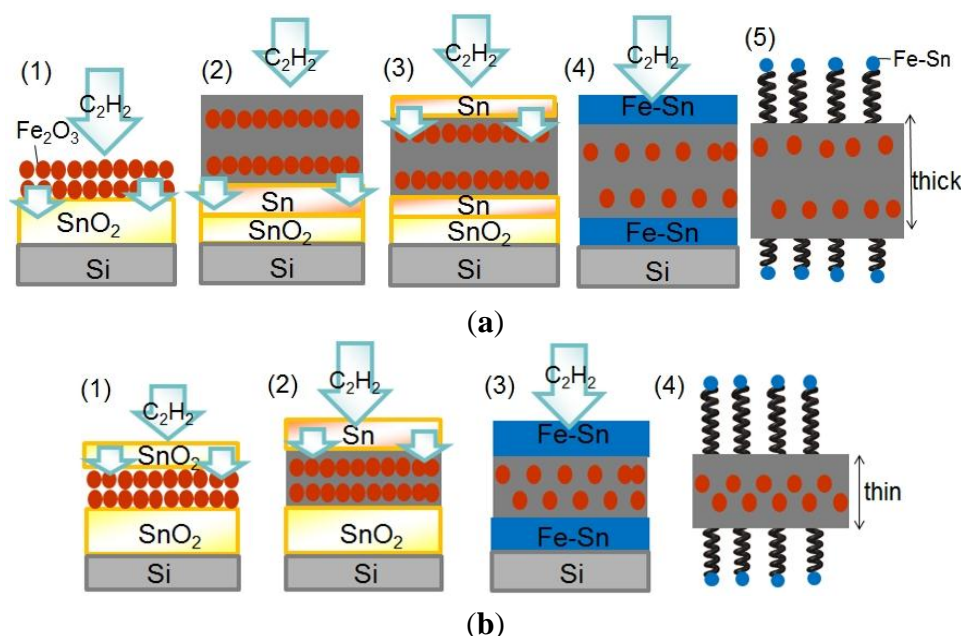 (1)
C₂H₂
Fe₂O₃
SnO₂
Si
(2)
C₂H₂
Sn
SnO₂
Si
(3)
C₂H₂
Sn
Sn
SnO₂
Si
(4)
C₂H₂
Fe-Sn
Fe-Sn
Si
(5)
Fe-Sn
thick
(a)
(1)
C₂H₂
SnO₂
SnO₂
Si
(2)
C₂H₂
Sn
SnO₂
Si
(3)
C₂H₂
Fe-Sn
Fe-Sn
Si
(4)
thin
(b)